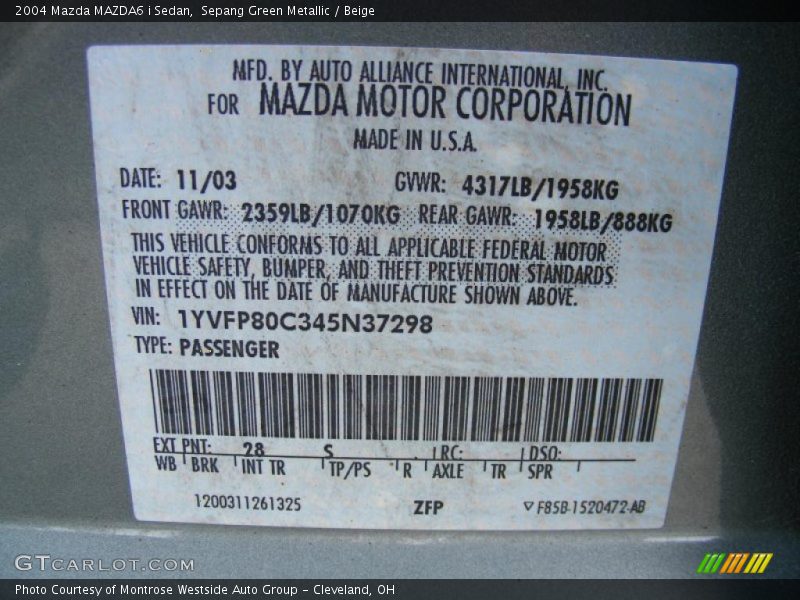 2004 Mazda MAZDA6 i Sedan, Sepang Green Metallic / Beige
MFD. BY AUTO ALLIANCE INTERNATIONAL, INC.
FOR MAZDA MOTOR CORPORATION
MADE IN U.S.A.
DATE: 11/03 GVWR: 4317LB/1958KG
FRONT GAWR: 2359LB/1070KG REAR GAWR: 1958LB/888KG
THIS VEHICLE CONFORMS TO ALL APPLICABLE FEDERAL MOTOR
VEHICLE SAFETY, BUMPER, AND THEFT PREVENTION STANDARDS
IN EFFECT ON THE DATE OF MANUFACTURE SHOWN ABOVE.
VIN: 1YVFP80C345N37298
TYPE: PASSENGER
EXT PNT: 28 S RC: DSO:
WB BRK INT TR TP/PS R AXLE TR SPR
1200311261325 ZFP F85B-1520472-AB
GTCARLOT.COM
Photo Courtesy of Montrose Westside Auto Group - Cleveland, OH